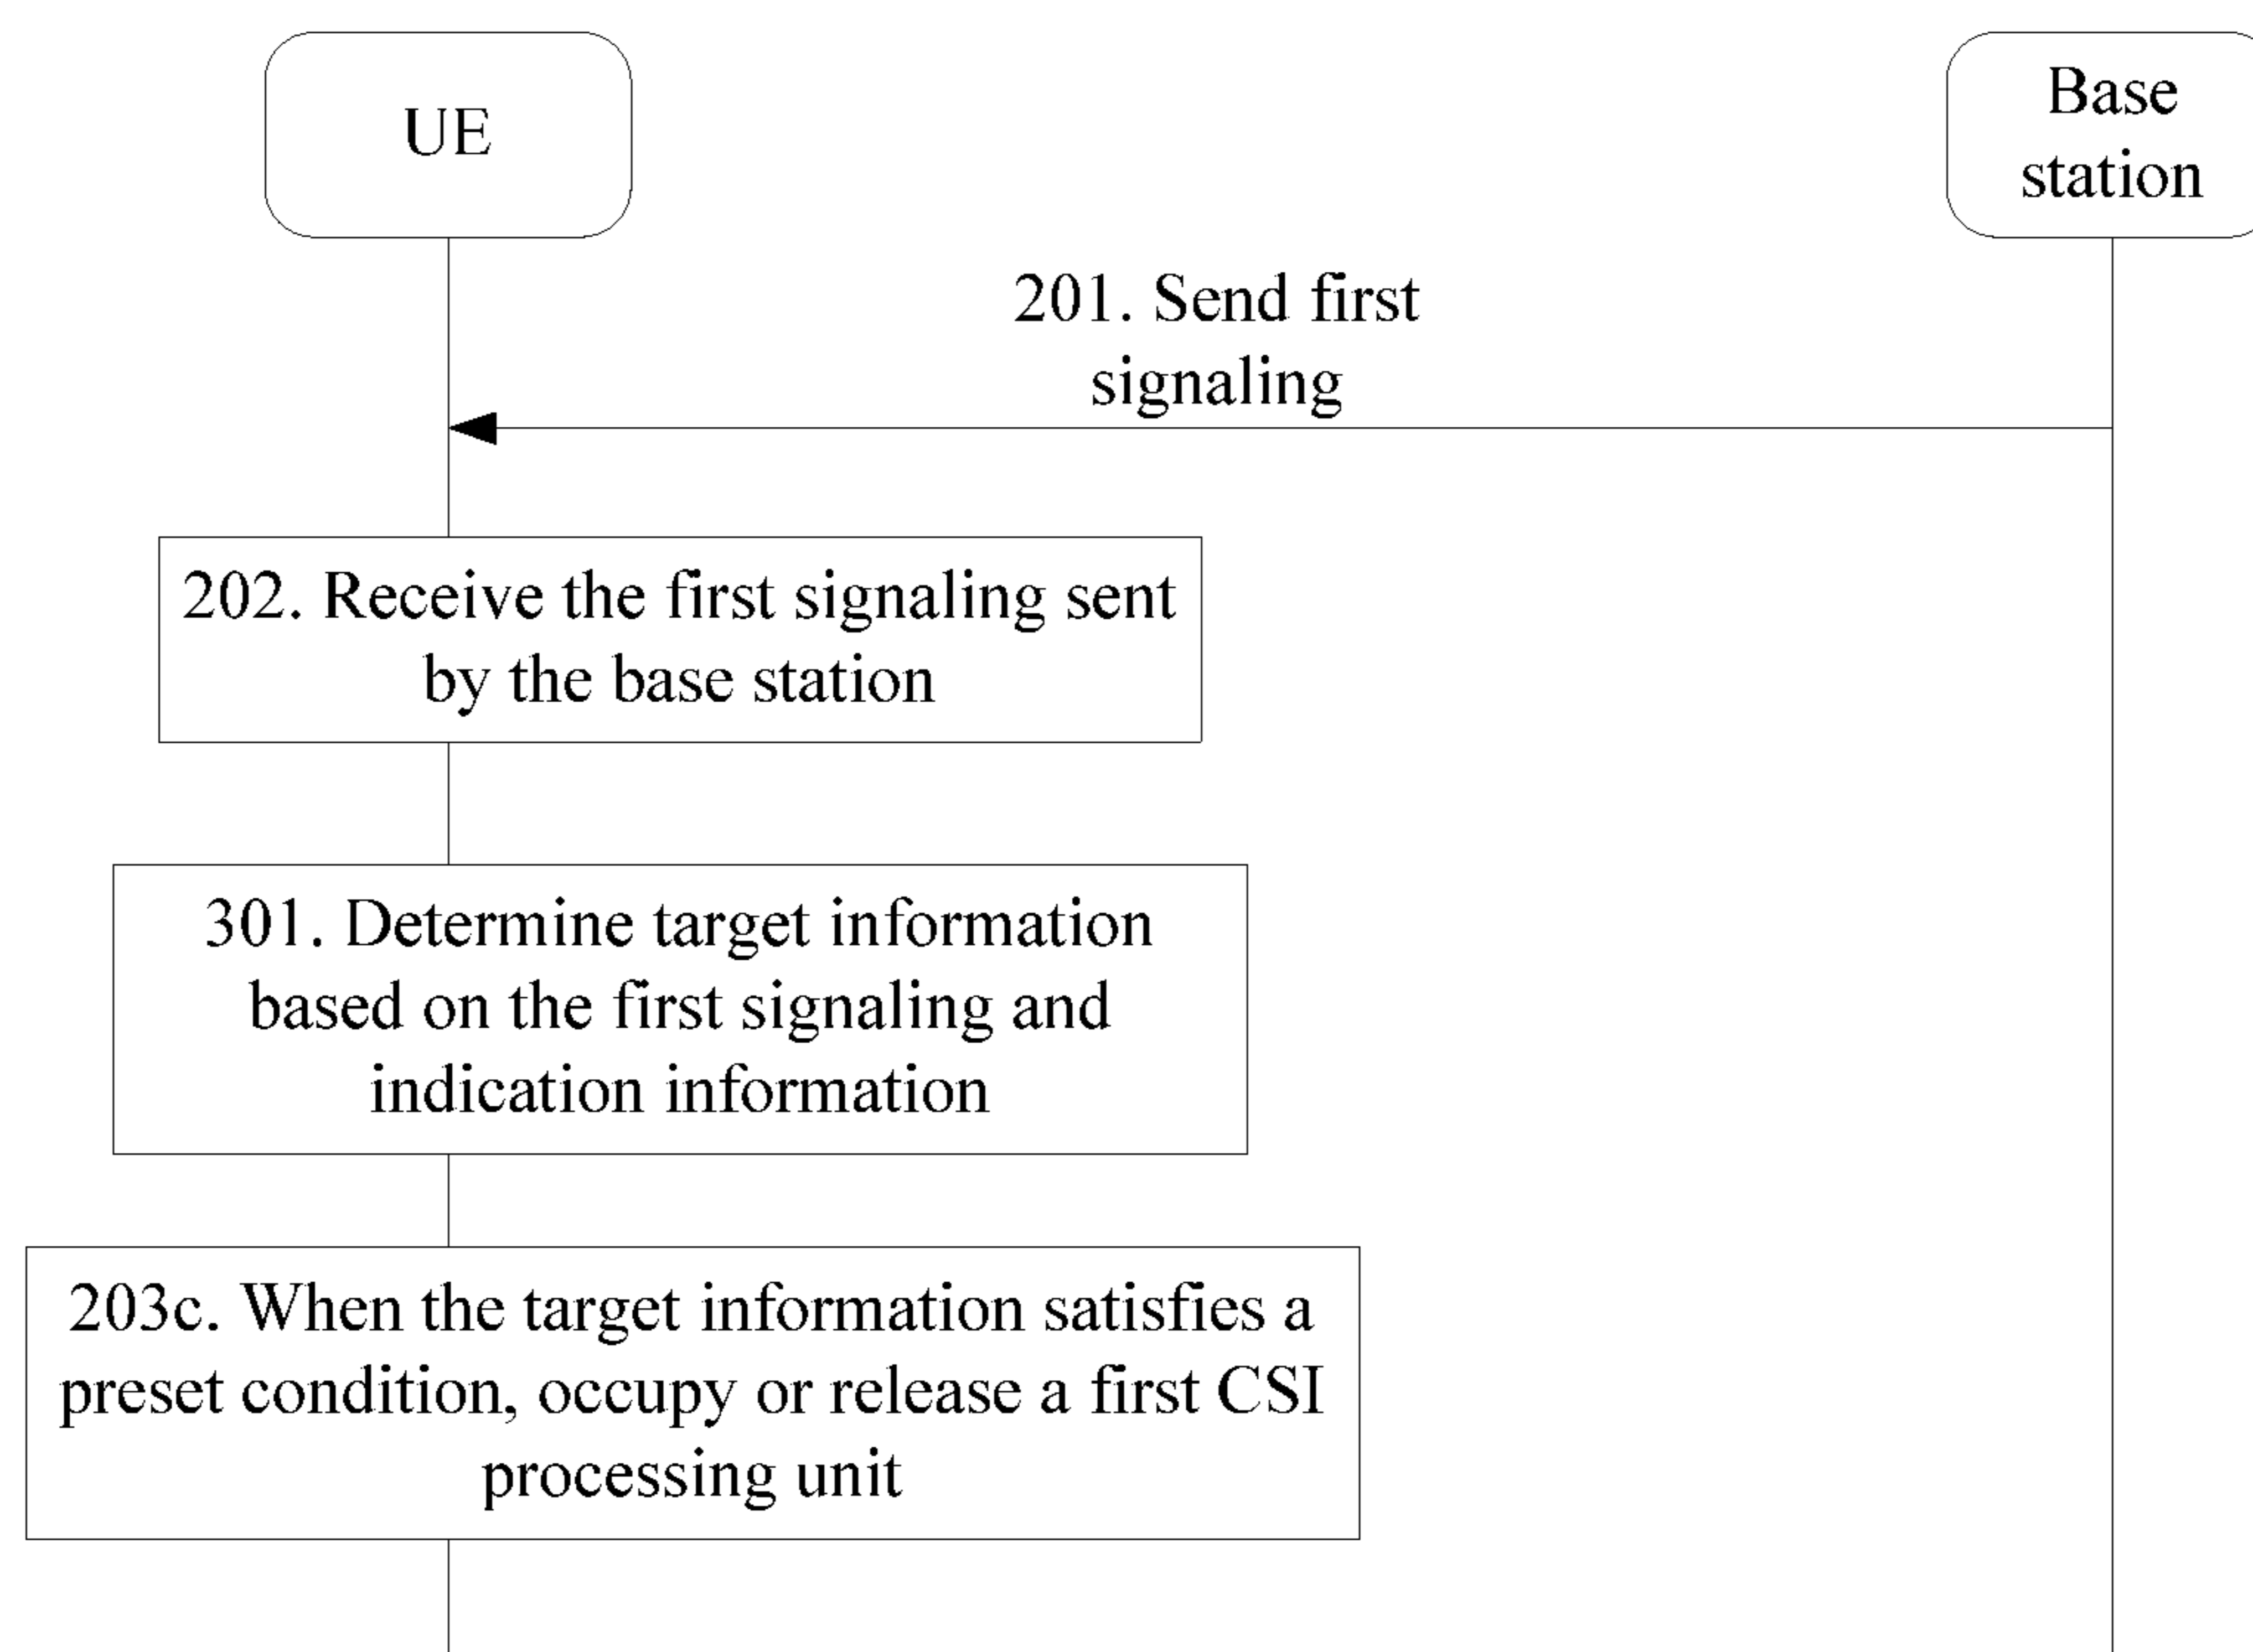 UE
Base
station
201. Send first
signaling
202. Receive the first signaling sent
by the base station
301. Determine target information
based on the first signaling and
indication information
203c. When the target information satisfies a
preset condition, occupy or release a first CSI
processing unit